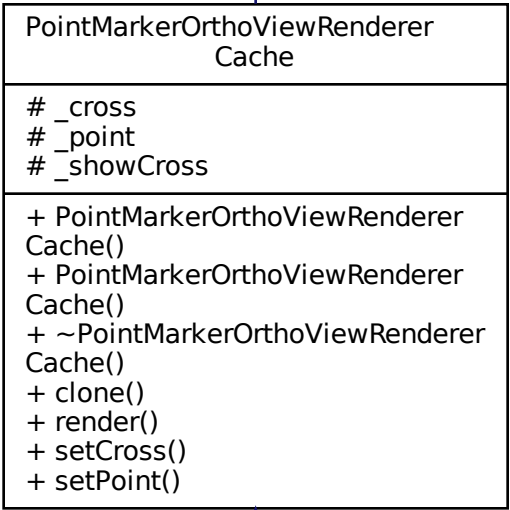 PointMarkerOrthoViewRenderer
Cache
# _cross
# _point
# _showCross
+ PointMarkerOrthoViewRenderer
Cache()
+ PointMarkerOrthoViewRenderer
Cache()
+ ~PointMarkerOrthoViewRenderer
Cache()
+ clone()
+ render()
+ setCross()
+ setPoint()